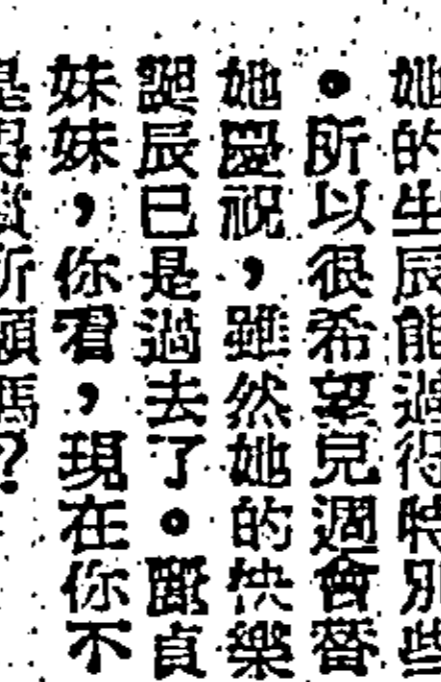 她的生辰能過得特別些
。所以很希望見週會替
她慶祝，雖然她的快樂
誕辰已是過去了。貞
妹妹，你看，現在你不
是所願嗎？